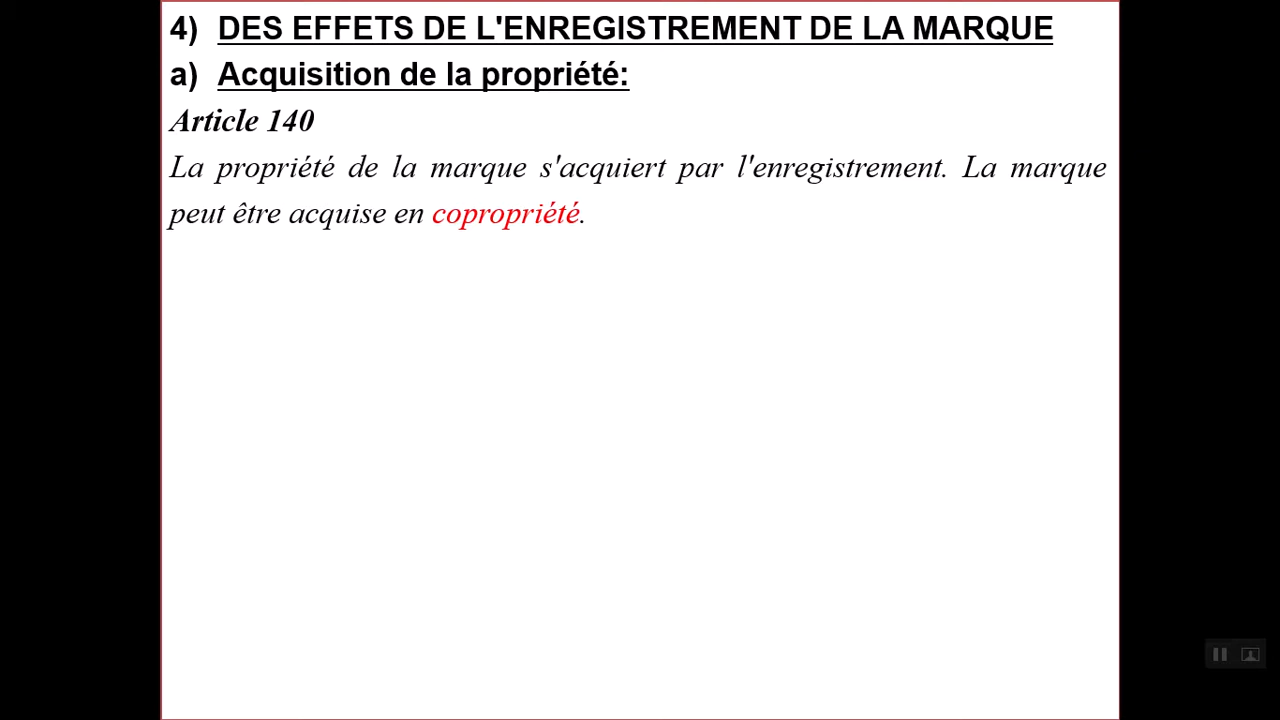 4) DES EFFETS DE L'ENREGISTREMENT DE LA MARQUE
a) Acquisition de la propriété:
Article 140
La propriété de la marque s'acquiert par l'enregistrement. La marque
peut être acquise en copropriété.